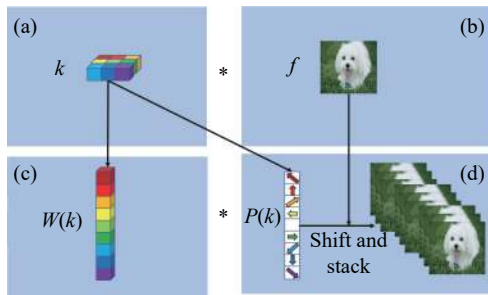 (a)
(b)
k
*
f
(c)
(d)
W(k)
*
P(k)
Shift and
stack